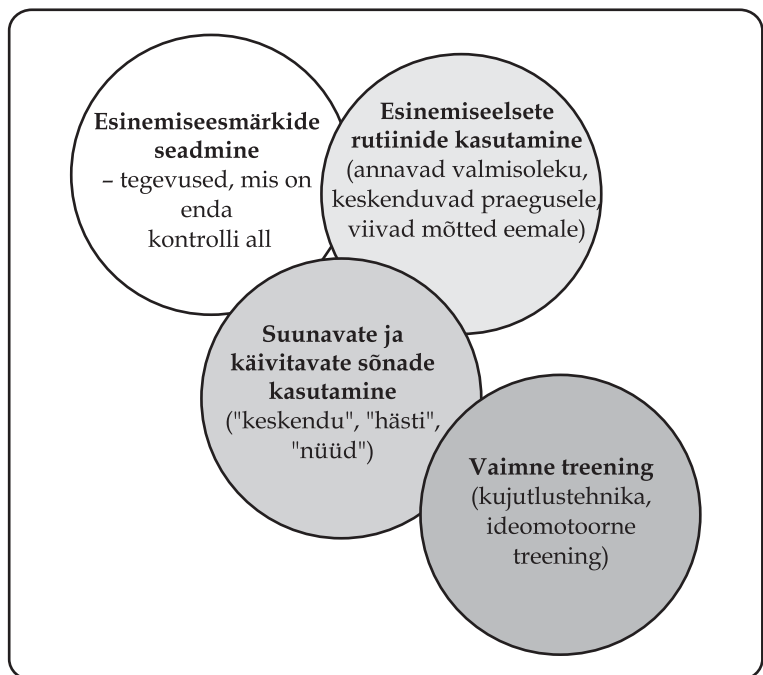 Esinemiseesmärkide
seadmine
– tegevused, mis on
enda
kontrolli all
Esinemiseelsete
rutiinide kasutamine
(annavad valmisoleku,
keskenduvad praegusele,
viivad mõtted eemale)
Suunavate ja
käivitavate sõnade
kasutamine
("keskendu", "hästi",
"nüüd")
Vaimne treening
(kujutlustehnika,
ideomotoorne
treening)